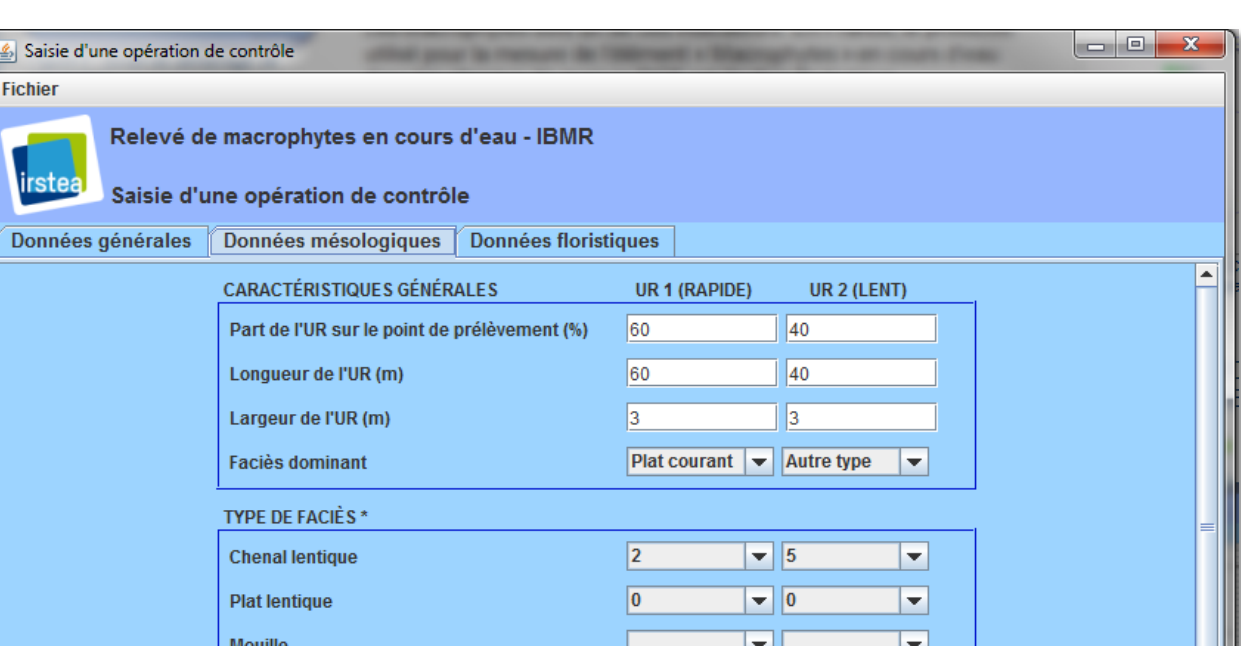 Saisie d'une opération de contrôle
Fichier
irstea
Relevé de macrophytes en cours d'eau - IBMR
Saisie d'une opération de contrôle
Données générales Données mésologiques Données floristiques
CARACTÉRISTIQUES GÉNÉRALES UR 1 (RAPIDE) UR 2 (LENT)
Part de l'UR sur le point de prélèvement (%) 60 40
Longueur de l'UR (m) 60 40
Largeur de l'UR (m) 3 3
Faciès dominant Plat courant Autre type
TYPE DE FACIÈS *
Chenal lentique 2 5
Plat lentique 0 0
Mouille